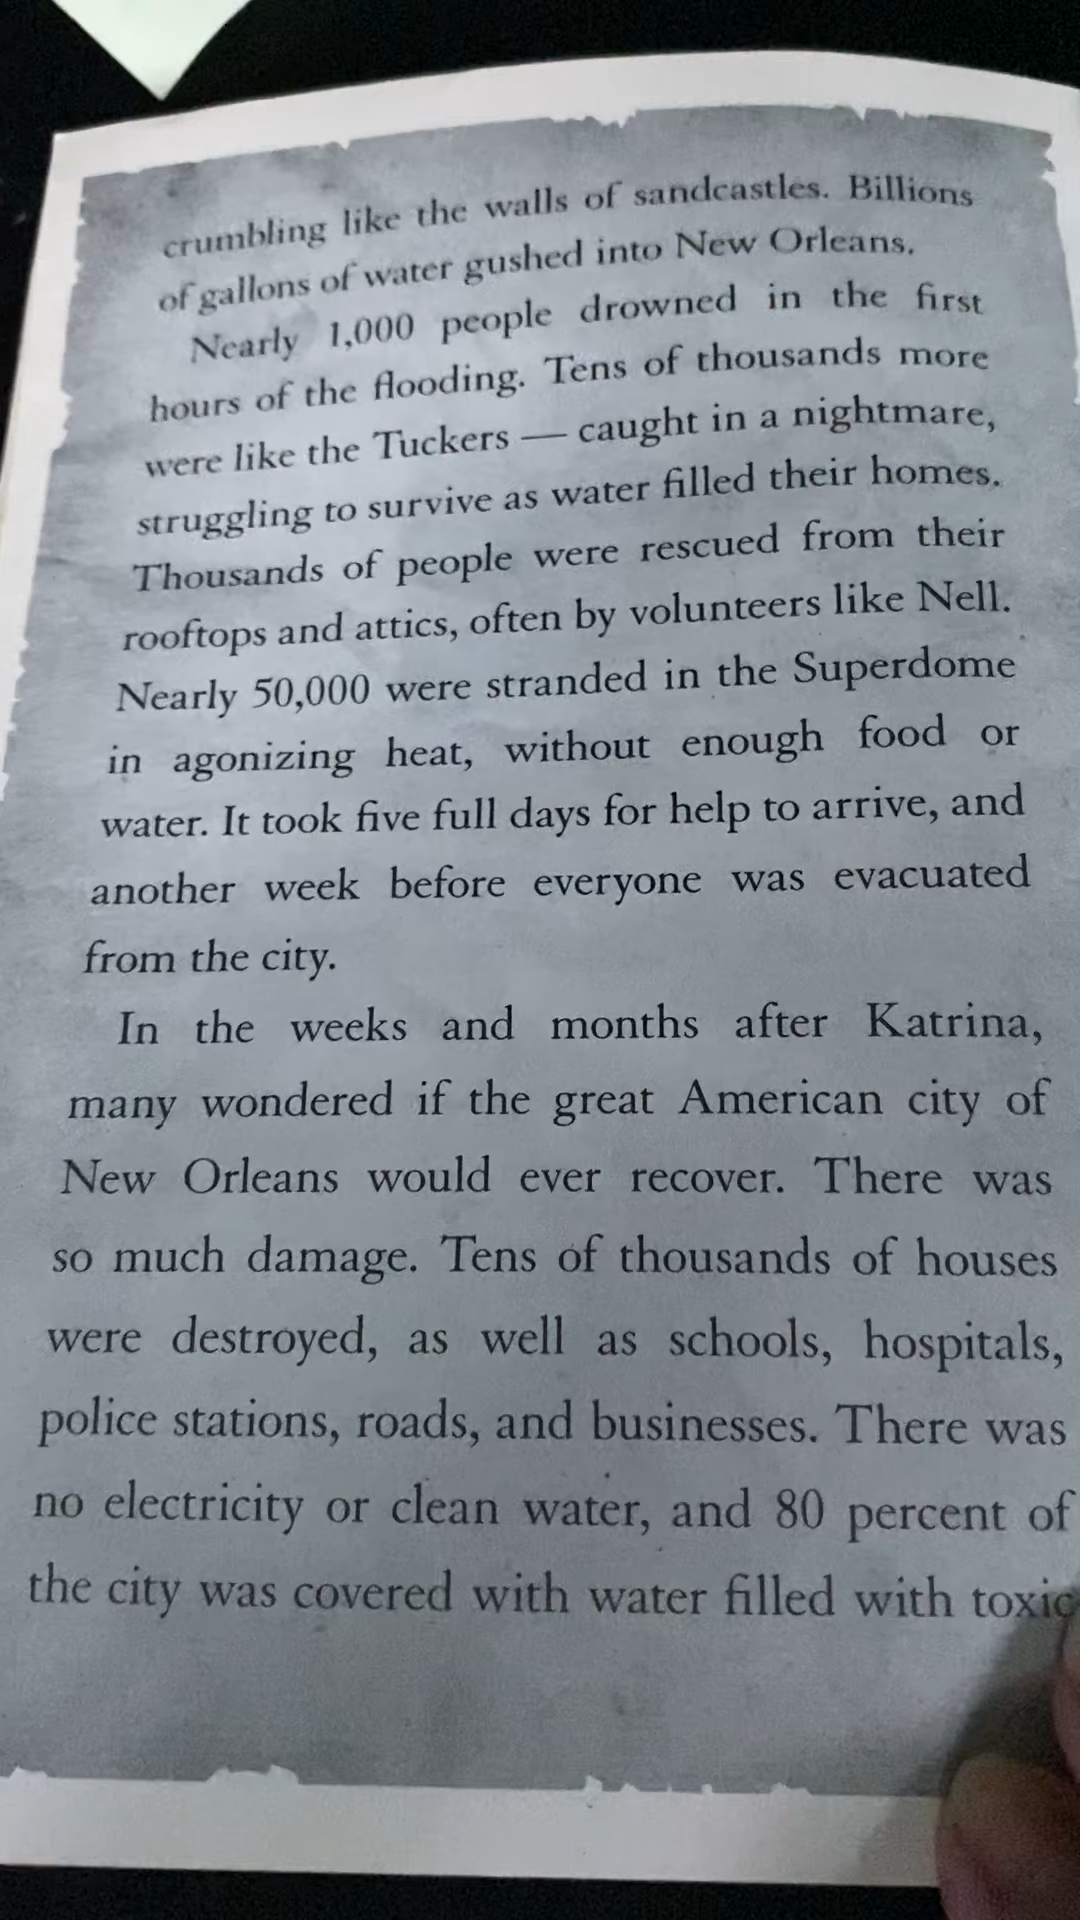 crumbling like the walls of sandcastles. Billions
of gallons of water gushed into New Orleans.
Nearly 1,000 people drowned in the first
hours of the flooding. Tens of thousands more
were like the Tuckers — caught in a nightmare,
struggling to survive as water filled their homes.
Thousands of people were rescued from their
rooftops and attics, often by volunteers like Nell.
Nearly 50,000 were stranded in the Superdome
in agonizing heat, without enough food or
water. It took five full days for help to arrive, and
another week before everyone was evacuated
from the city.
In the weeks and months after Katrina,
many wondered if the great American city of
New Orleans would ever recover. There was
so much damage. Tens of thousands of houses
were destroyed, as well as schools, hospitals,
police stations, roads, and businesses. There was
no electricity or clean water, and 80 percent of
the city was covered with water filled with toxic